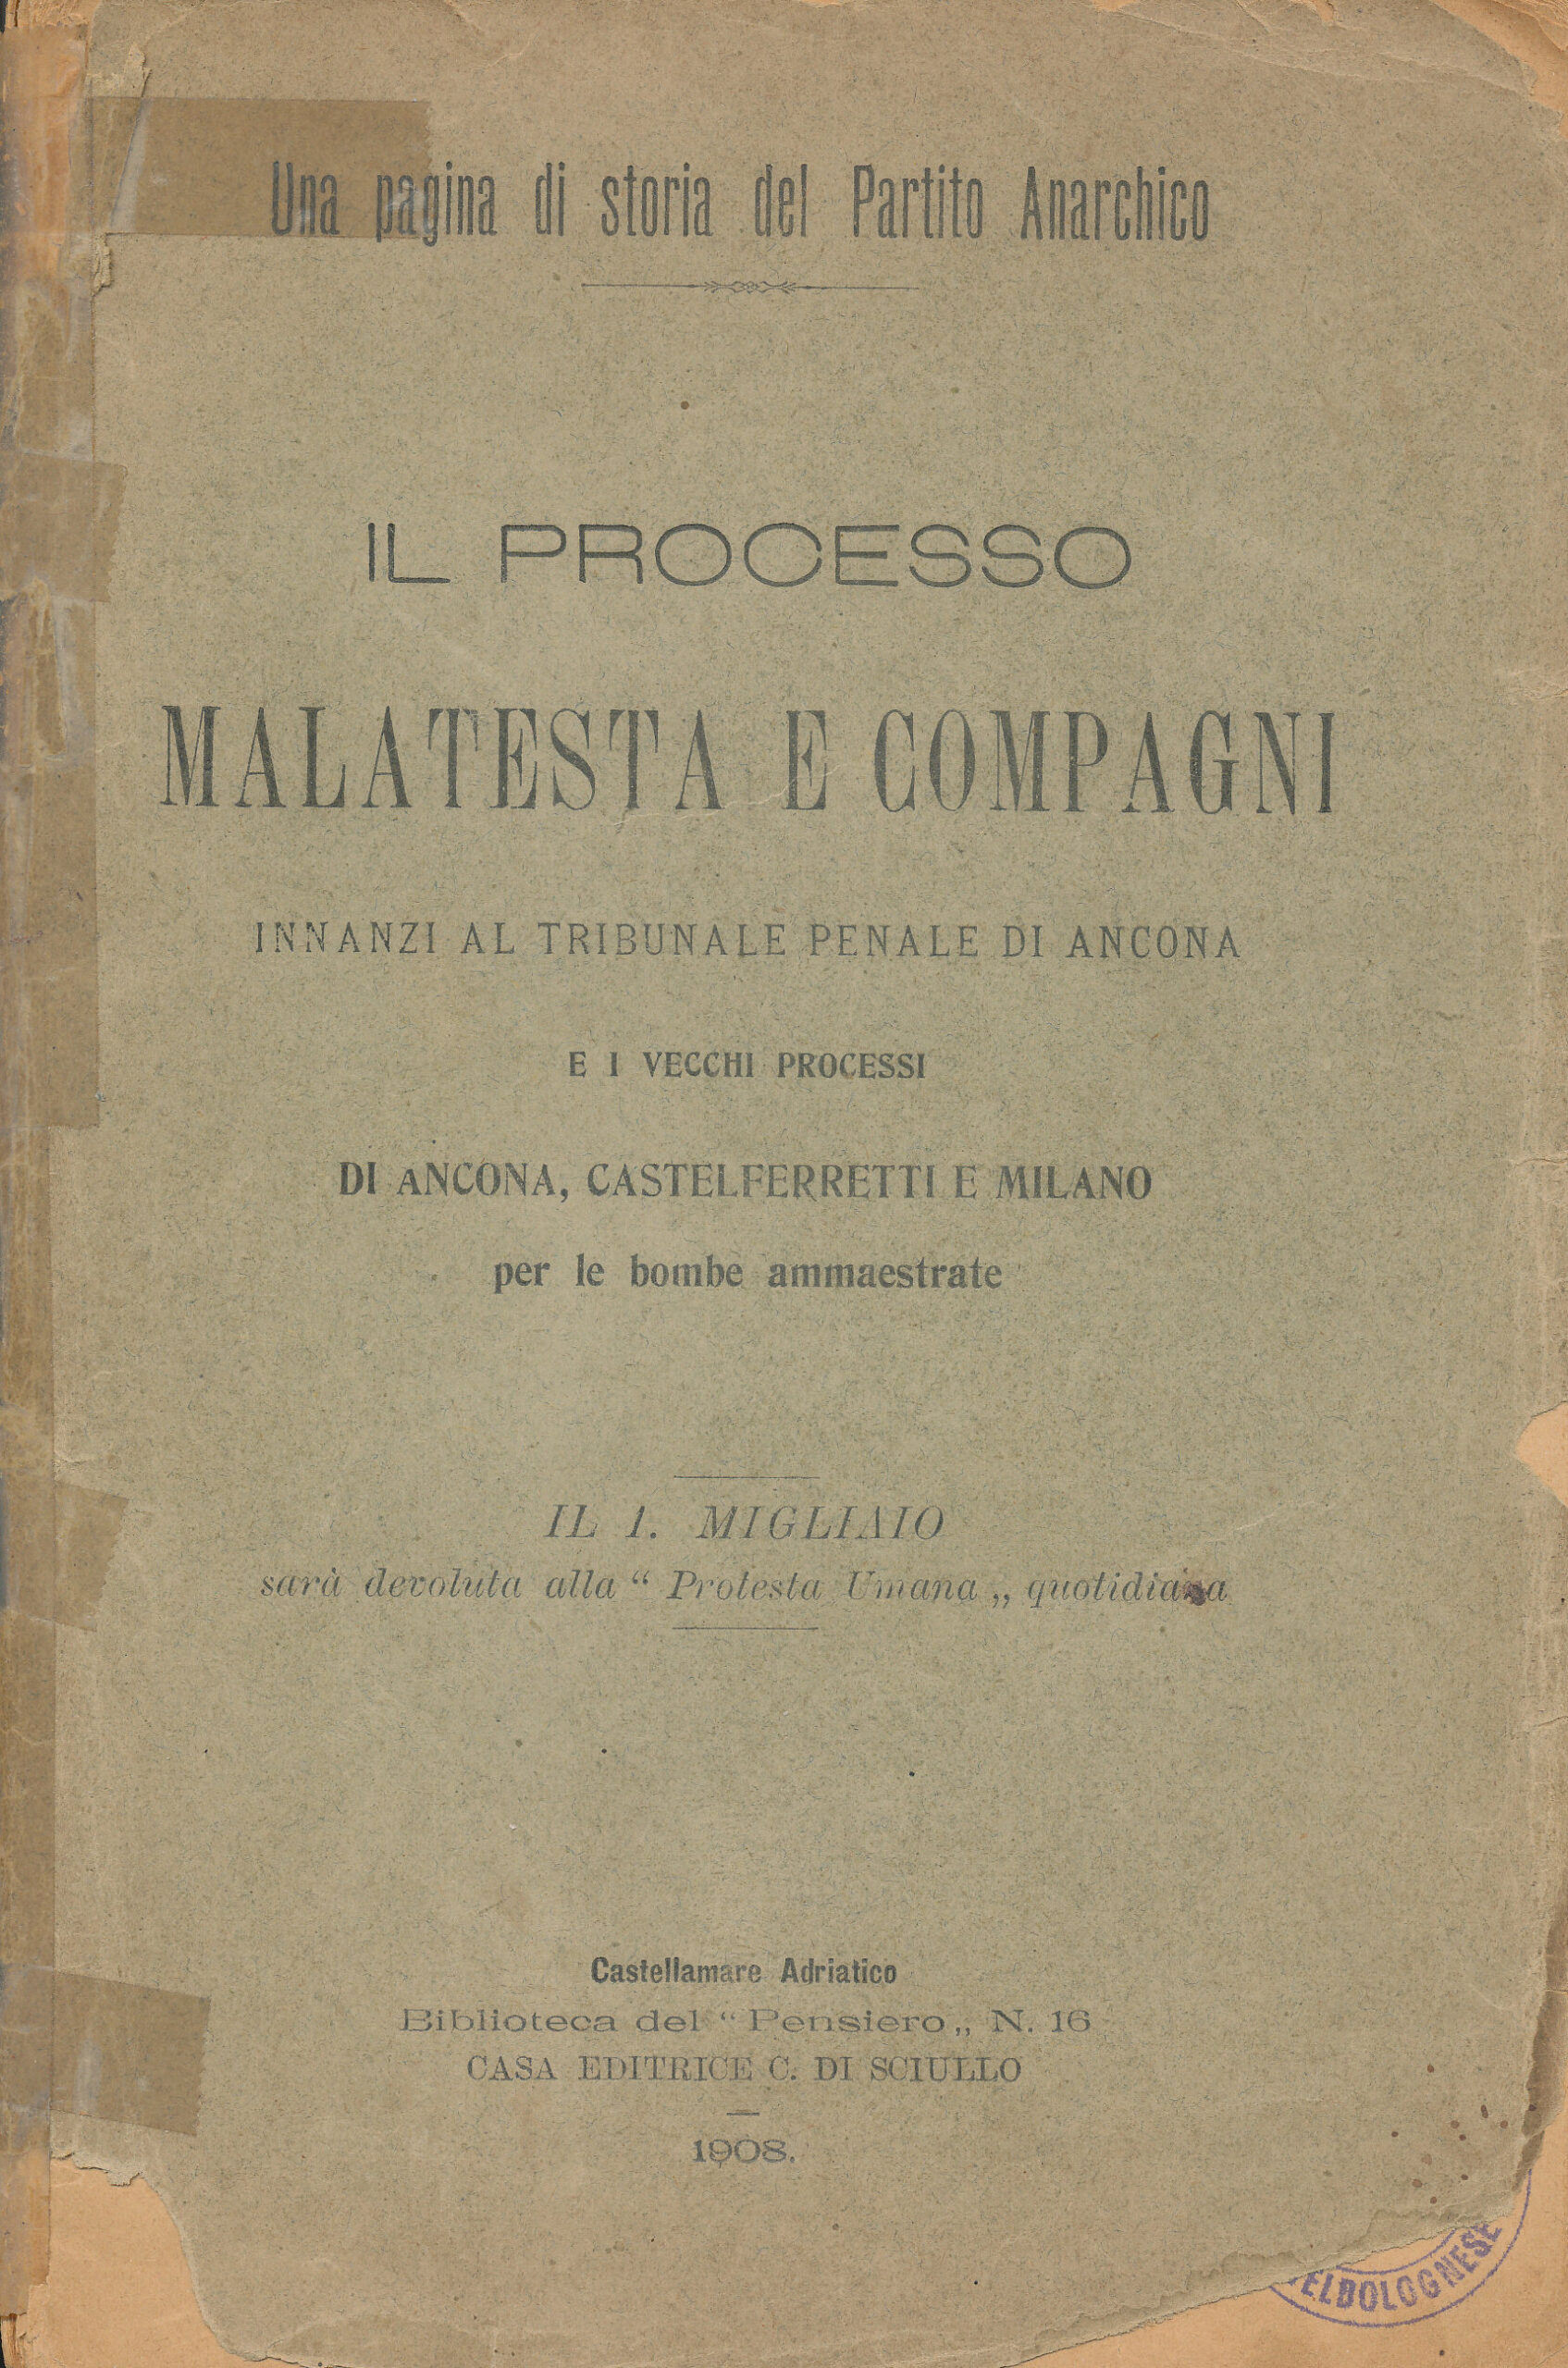 Una pagina di storia del Partito Anarchico
IL PROCESSO
MALATESTA E COMPAGNI
INNANZI AL TRIBUNALE PENALE DI ANCONA
E I VECCHI PROCESSI
DI ANCONA, CASTELFERRETTI E MILANO
per le bombe ammaestrate
IL 1. MIGLIAIO
sarà devoluta alla “ Protesta Umana „ quotidiana
Castellamare Adriatico
Biblioteca del “ Pensiero „ N. 16
CASA EDITRICE C. DI SCIULLO
1908.
ELBOLOGNESE